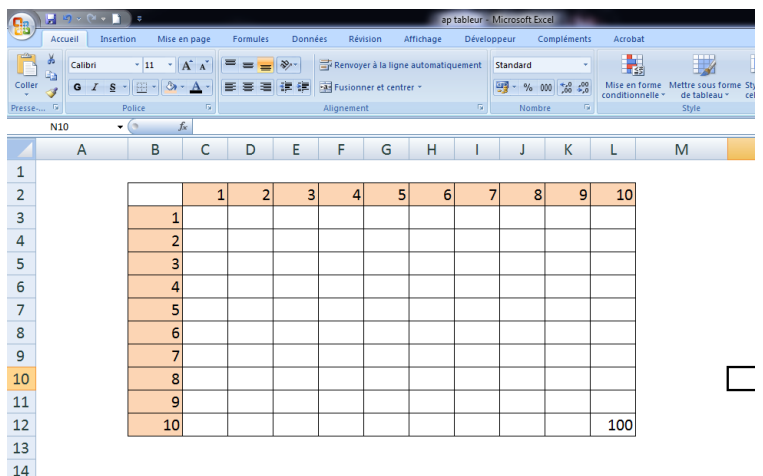 ap tableur - Microsoft Excel
Accueil Insertion Mise en page Formules Données Révision Affichage Développeur Compléments Acrobat
Calibri 11 A A Renvoyer à la ligne automatiquement Standard
Coller G I S A Fusionner et centrer % 000 Mise en forme conditionnelle Mettre sous forme de tableau
Presse-... Police Alignement Nombre Style
N10 fx
A B C D E F G H I J K L M
1
2 1 2 3 4 5 6 7 8 9 10
3 1
4 2
5 3
6 4
7 5
8 6
9 7
10 8
11 9
12 10 100
13
14